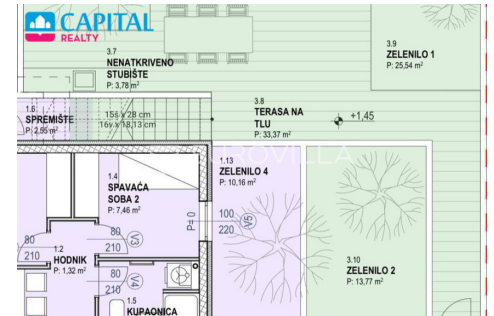 CAPITAL
REALTY
3.7
NENATKRIVENO
STUBIŠTE
P: 3,78 m²
3.9
ZELENILO 1
P: 25,54 m²
1.6
SPREMIŠTE
P: 2,55 m²
15š x 28 cm
16v x 18,13 cm
3.8
TERASA NA
TLU
P: 33,37 m²
+1,45
1.4
SPAVAĆA
SOBA 2
P: 7,46 m²
1.13
ZELENILO 4
P: 10,16 m²
P= 0
100
220
V5
80
210
V3
80
210
1.2
HODNIK
P: 1,32 m²
80
210
V4
1.5
KUPAONICA
3.10
ZELENILO 2
P: 13,77 m²